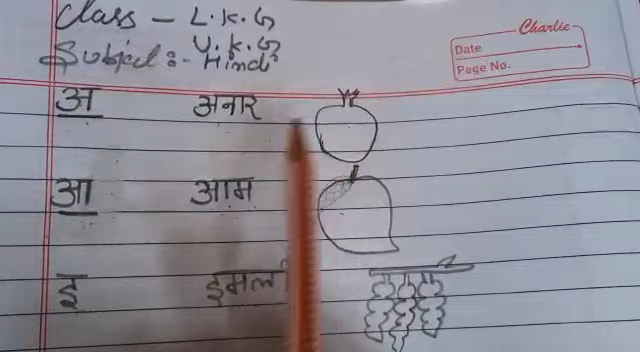 Class - L.K.G
U.K.G
Subject:- Hindi
Charlie
Date
Page No.
अ अनार
आ आम
इ इमली